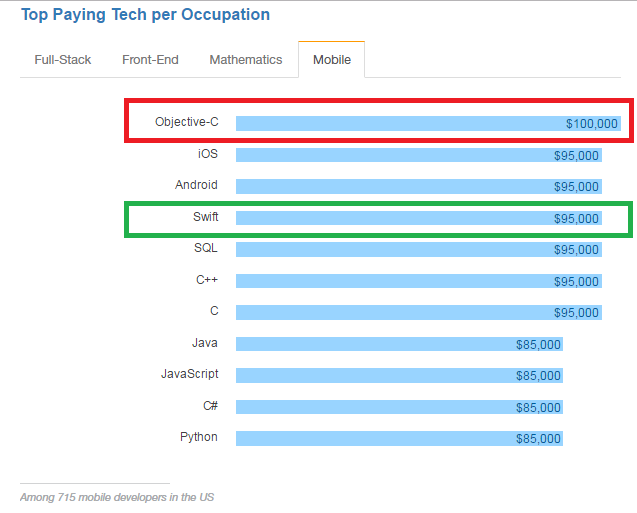 Top Paying Tech per Occupation
Full-Stack Front-End Mathematics Mobile
Objective-C $100,000
iOS $95,000
Android $95,000
Swift $95,000
SQL $95,000
C++ $95,000
C $95,000
Java $85,000
JavaScript $85,000
C# $85,000
Python $85,000
Among 715 mobile developers in the US